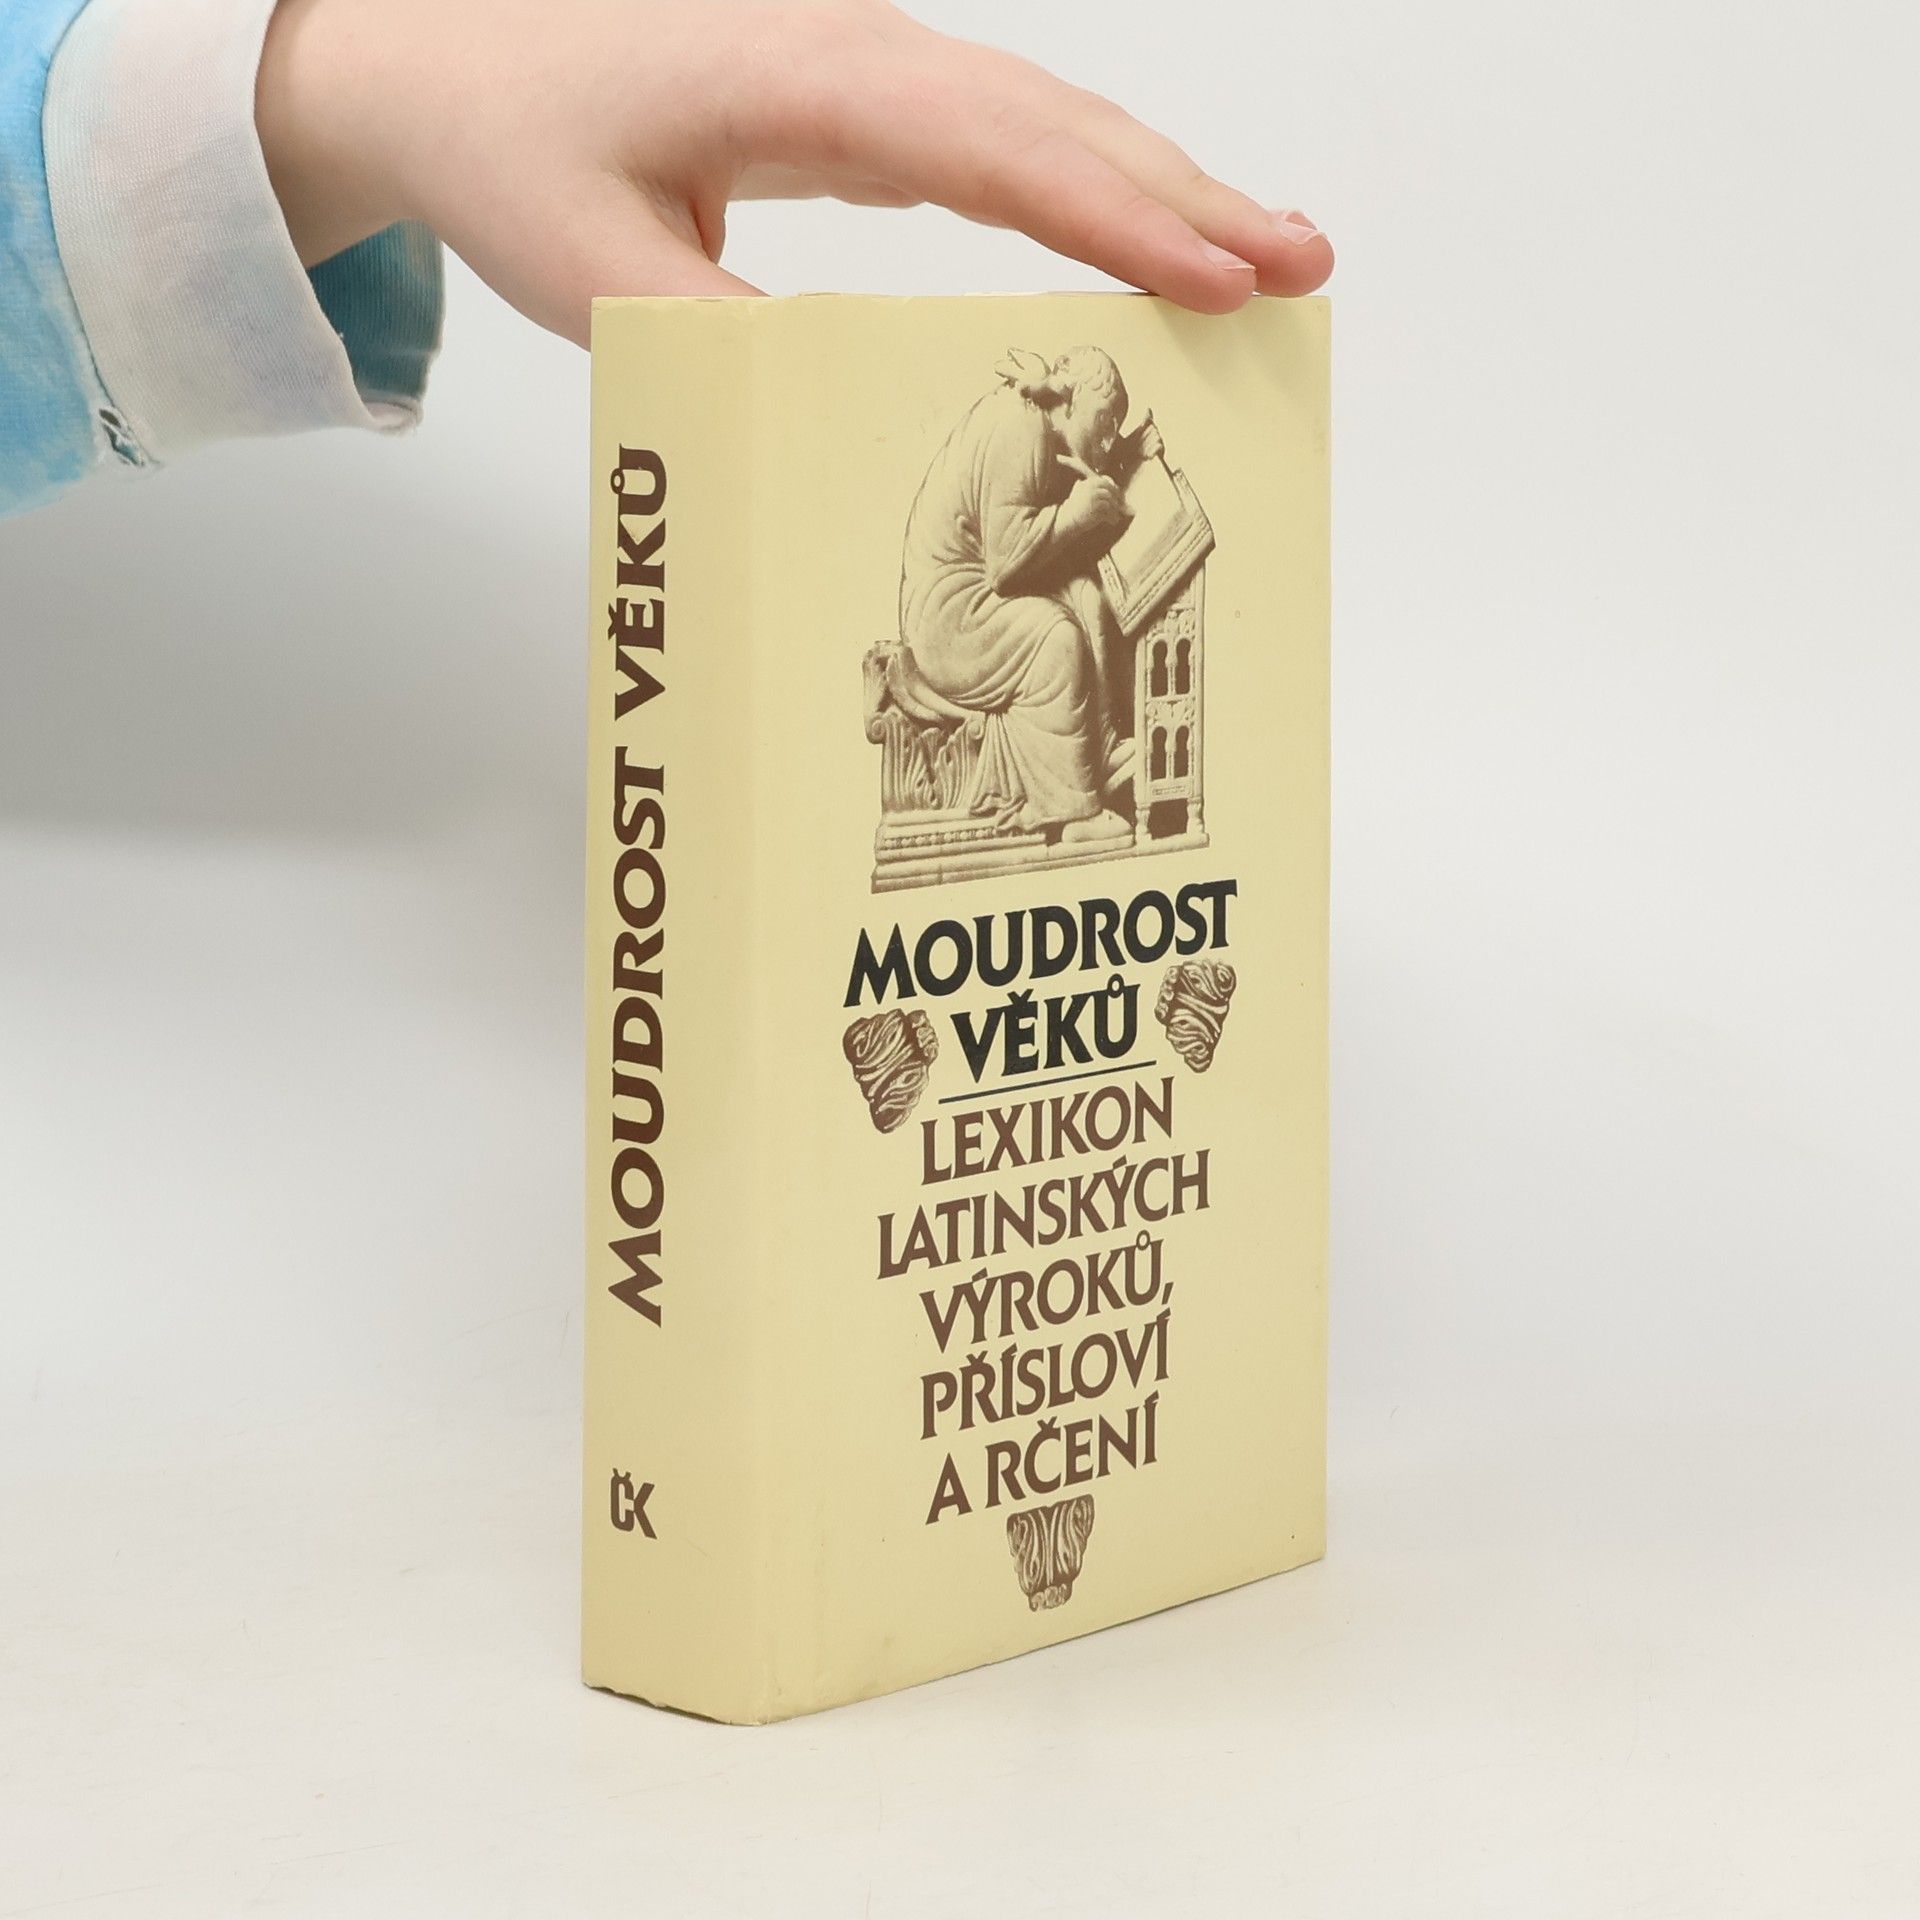 MOUDROST VĚKŮ
ČK
MOUDROST
VĚKŮ
LEXIKON
LATINSKÝCH
VÝROKŮ,
PŘÍSLOVÍ
A RČENÍ